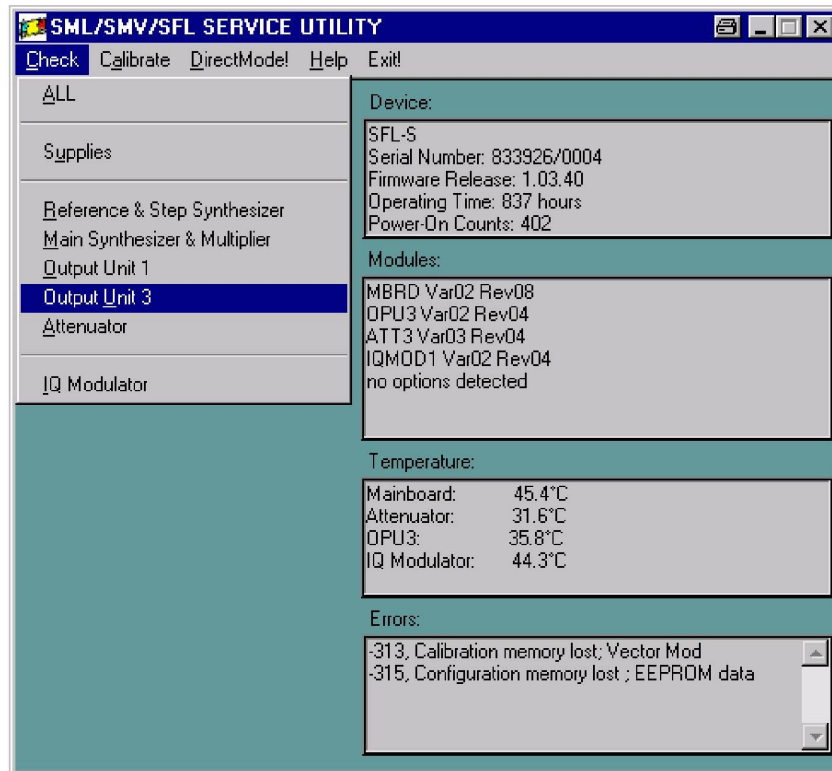 SML/SMV/SFL SERVICE UTILITY
Check Calibrate DirectMode! Help Exit!
ALL
Supplies
Reference & Step Synthesizer
Main Synthesizer & Multiplier
Output Unit 1
Output Unit 3
Attenuator
IQ Modulator
Device:
SFL-S
Serial Number: 833926/0004
Firmware Release: 1.03.40
Operating Time: 837 hours
Power-On Counts: 402
Modules:
MBRD Var02 Rev08
OPU3 Var02 Rev04
ATT3 Var03 Rev04
IQMOD1 Var02 Rev04
no options detected
Temperature:
Mainboard: 45.4°C
Attenuator: 31.6°C
OPU3: 35.8°C
IQ Modulator: 44.3°C
Errors:
-313, Calibration memory lost; Vector Mod
-315, Configuration memory lost ; EEPROM data